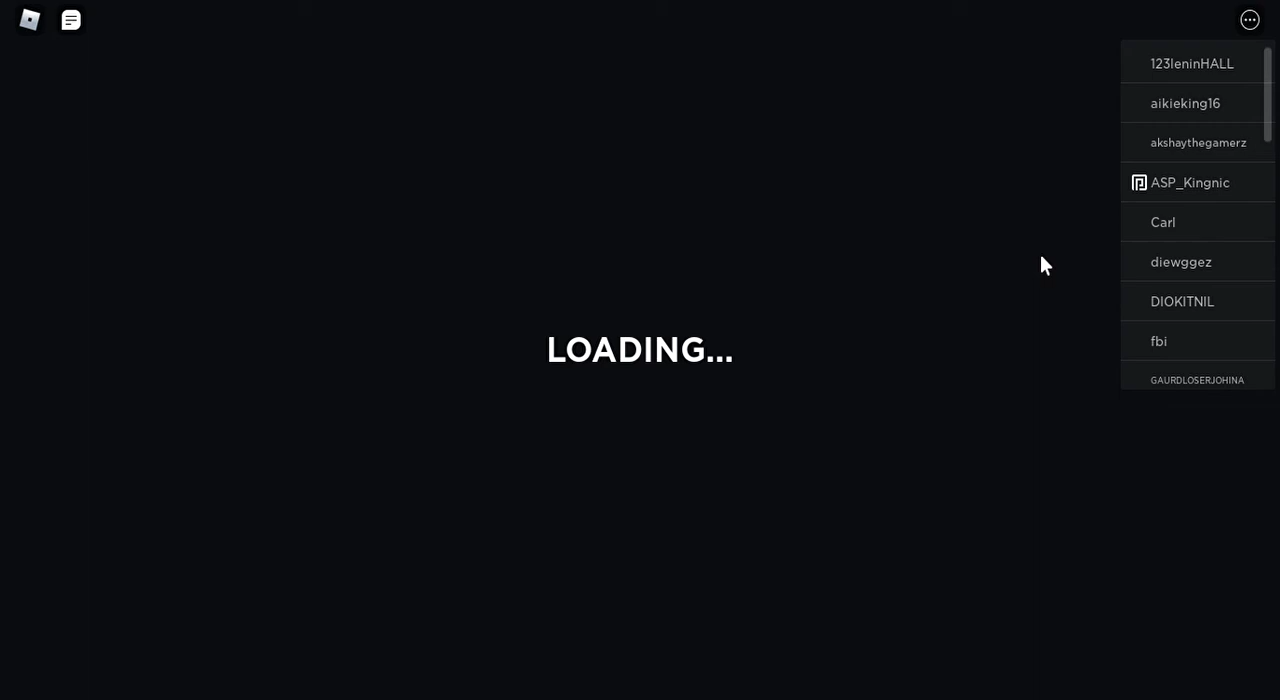 123leninHALL
aikieking16
akshaythegamerz
ASP_Kingnic
Carl
diewggez
DIOKITNIL
fbi
LOADING...
GAURDLOSERJOHINA